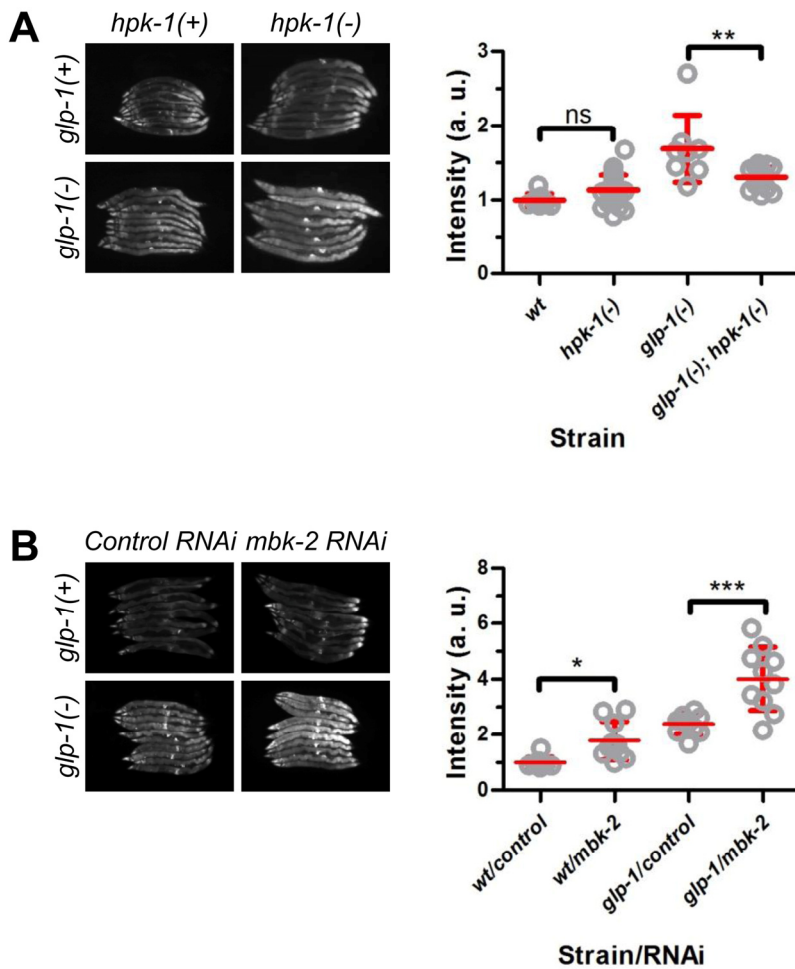 A
hpk-1(+) hpk-1(-)
glp-1(+)
glp-1(-)
Intensity (a. u.)
3
2
1
0
ns
**
wt
hpk-1(-)
glp-1(-)
glp-1(-); hpk-1(-)
Strain
B
Control RNAi mbk-2 RNAi
glp-1(+)
glp-1(-)
Intensity (a. u.)
8
6
4
2
0
*
***
wt/control
wt/mbk-2
glp-1/control
glp-1/mbk-2
Strain/RNAi